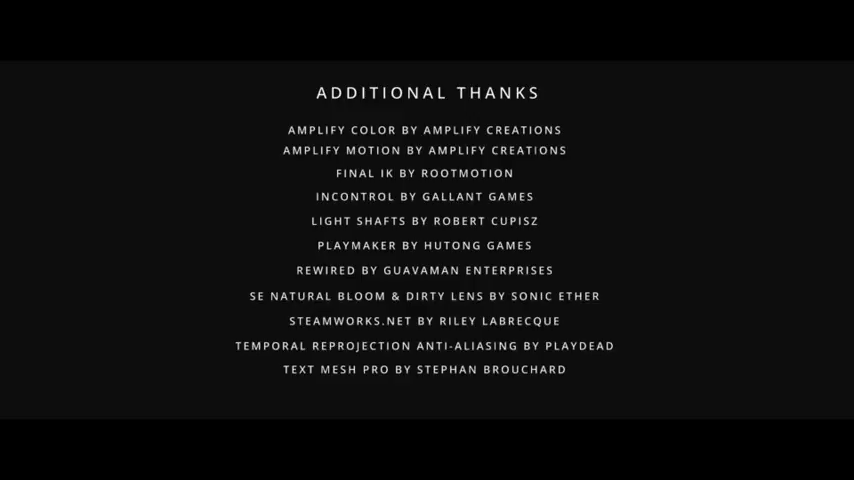 ADDITIONAL THANKS
AMPLIFY COLOR BY AMPLIFY CREATIONS
AMPLIFY MOTION BY AMPLIFY CREATIONS
FINAL IK BY ROOTMOTION
INCONTROL BY GALLANT GAMES
LIGHT SHAFTS BY ROBERT CUPISZ
PLAYMAKER BY HUTONG GAMES
REWIRED BY GUAVAMAN ENTERPRISES
SE NATURAL BLOOM & DIRTY LENS BY SONIC ETHER
STEAMWORKS.NET BY RILEY LABRECQUE
TEMPORAL REPROJECTION ANTI-ALIASING BY PLAYDEAD
TEXT MESH PRO BY STEPHAN BROUCHARD